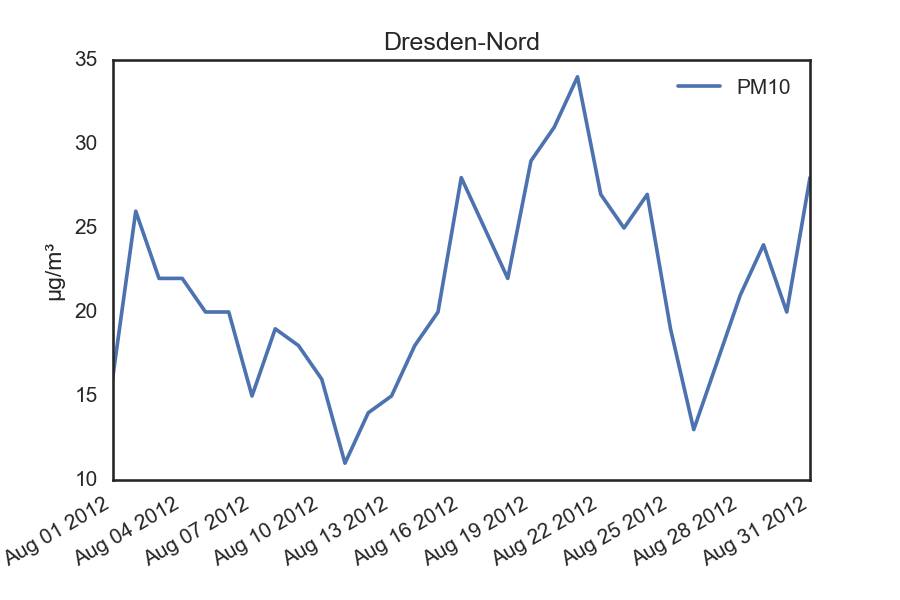 Dresden-Nord
35
PM10
30
25
µg/m³
20
15
10
Aug 01 2012
Aug 04 2012
Aug 07 2012
Aug 10 2012
Aug 13 2012
Aug 16 2012
Aug 19 2012
Aug 22 2012
Aug 25 2012
Aug 28 2012
Aug 31 2012